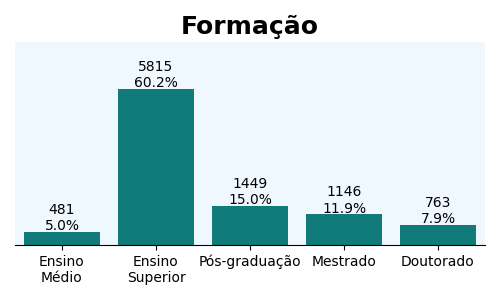 Formação
5815
60.2%
1449
15.0%
1146
11.9%
763
7.9%
481
5.0%
Ensino
Médio
Ensino
Superior
Pós-graduação
Mestrado
Doutorado